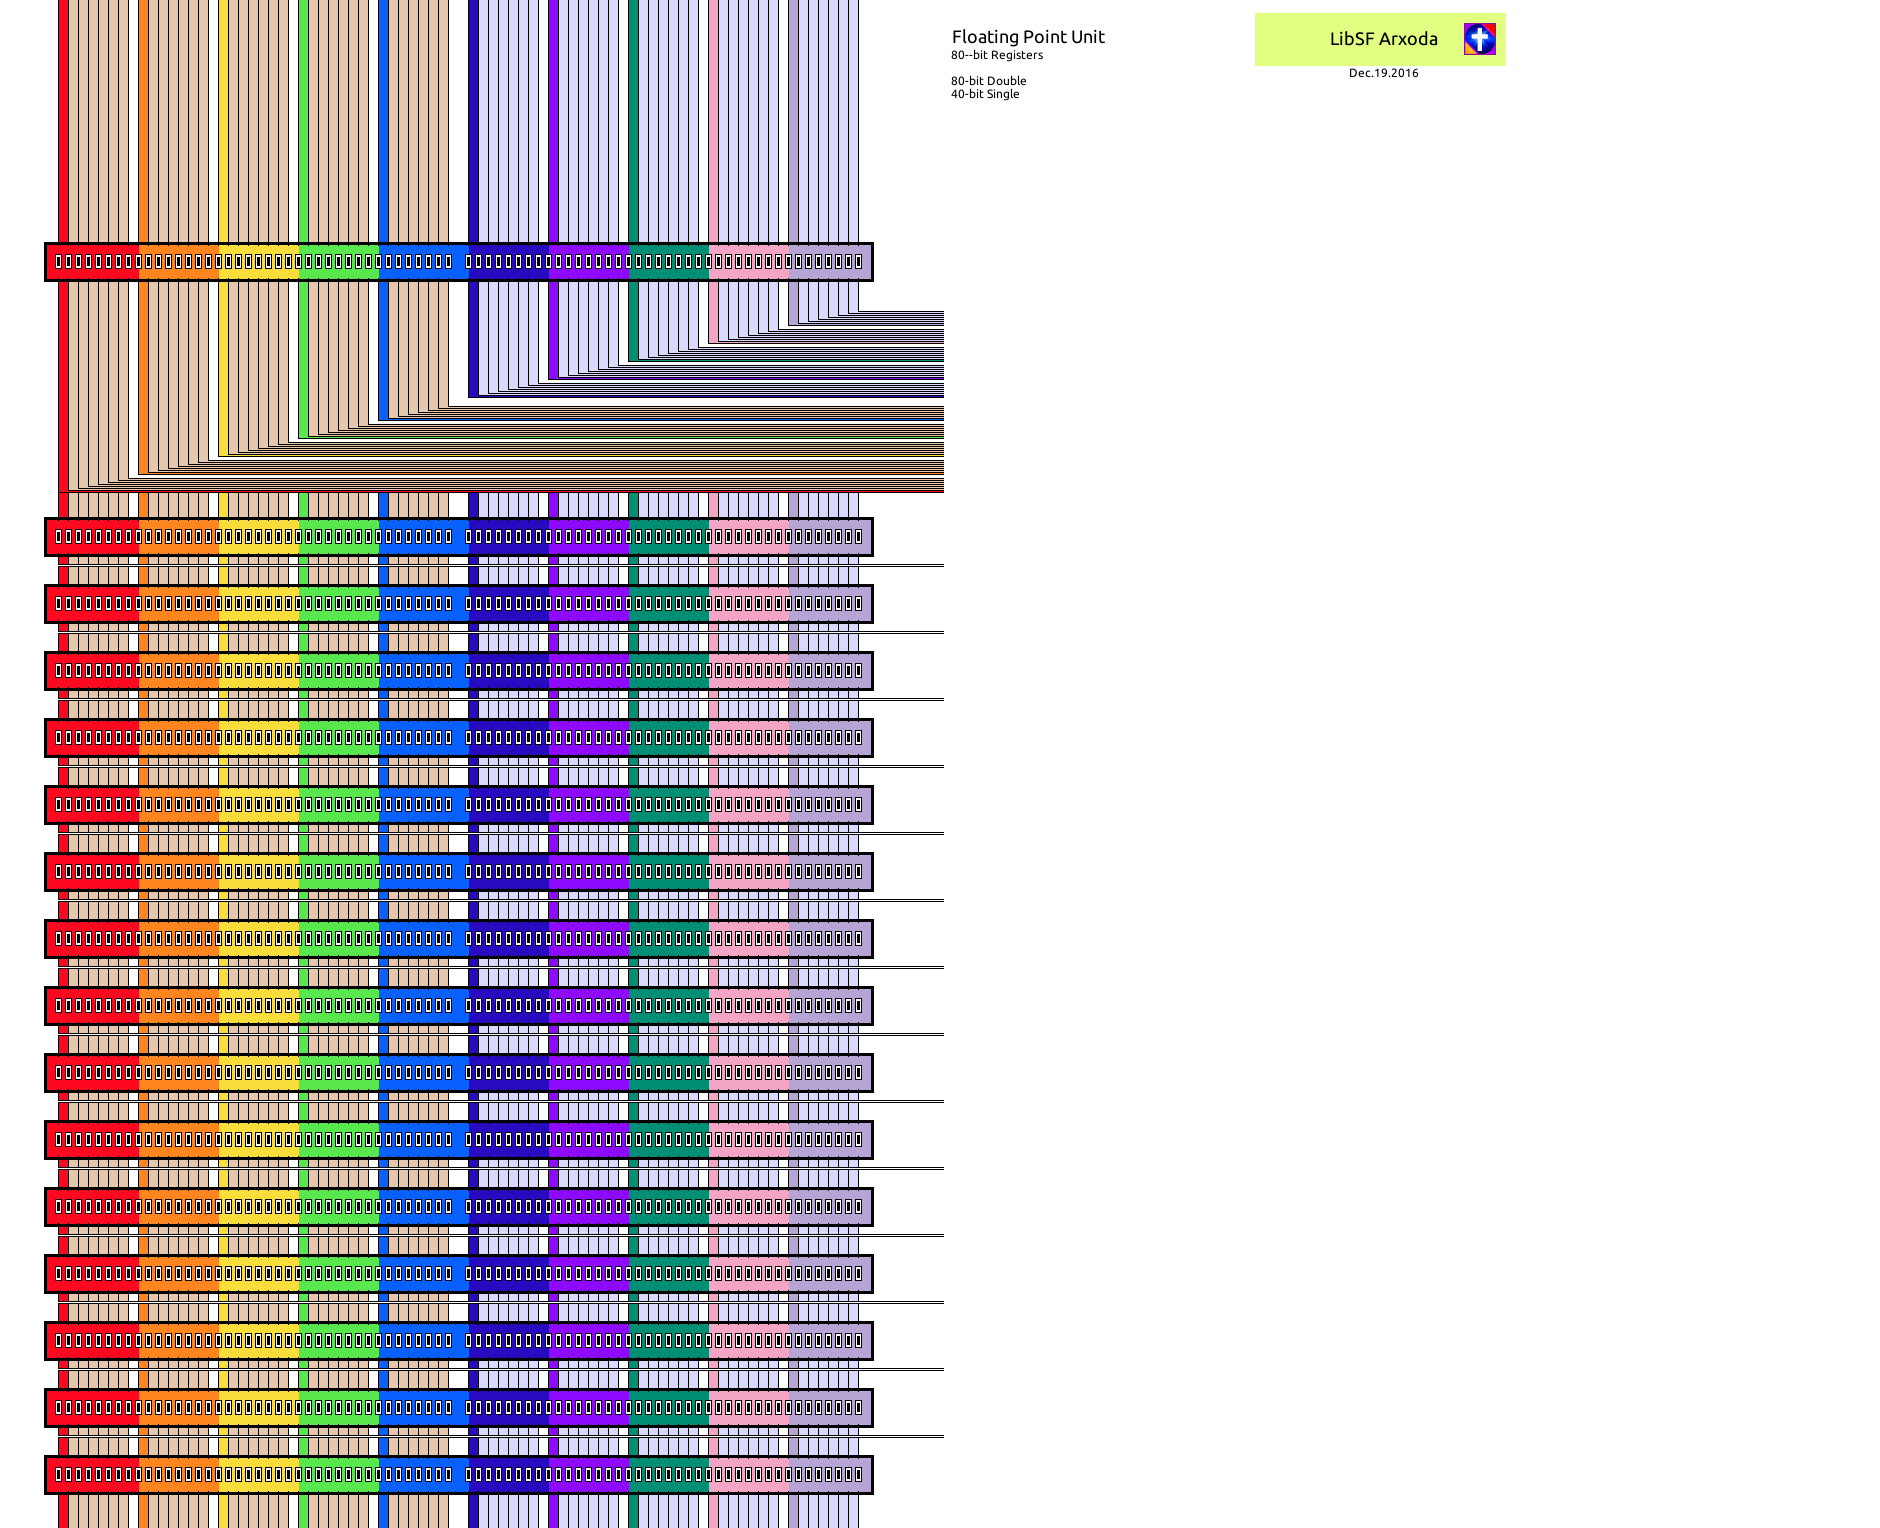 Floating Point Unit
80--bit Registers
80-bit Double
40-bit Single
LibSF Arxoda
Dec.19.2016